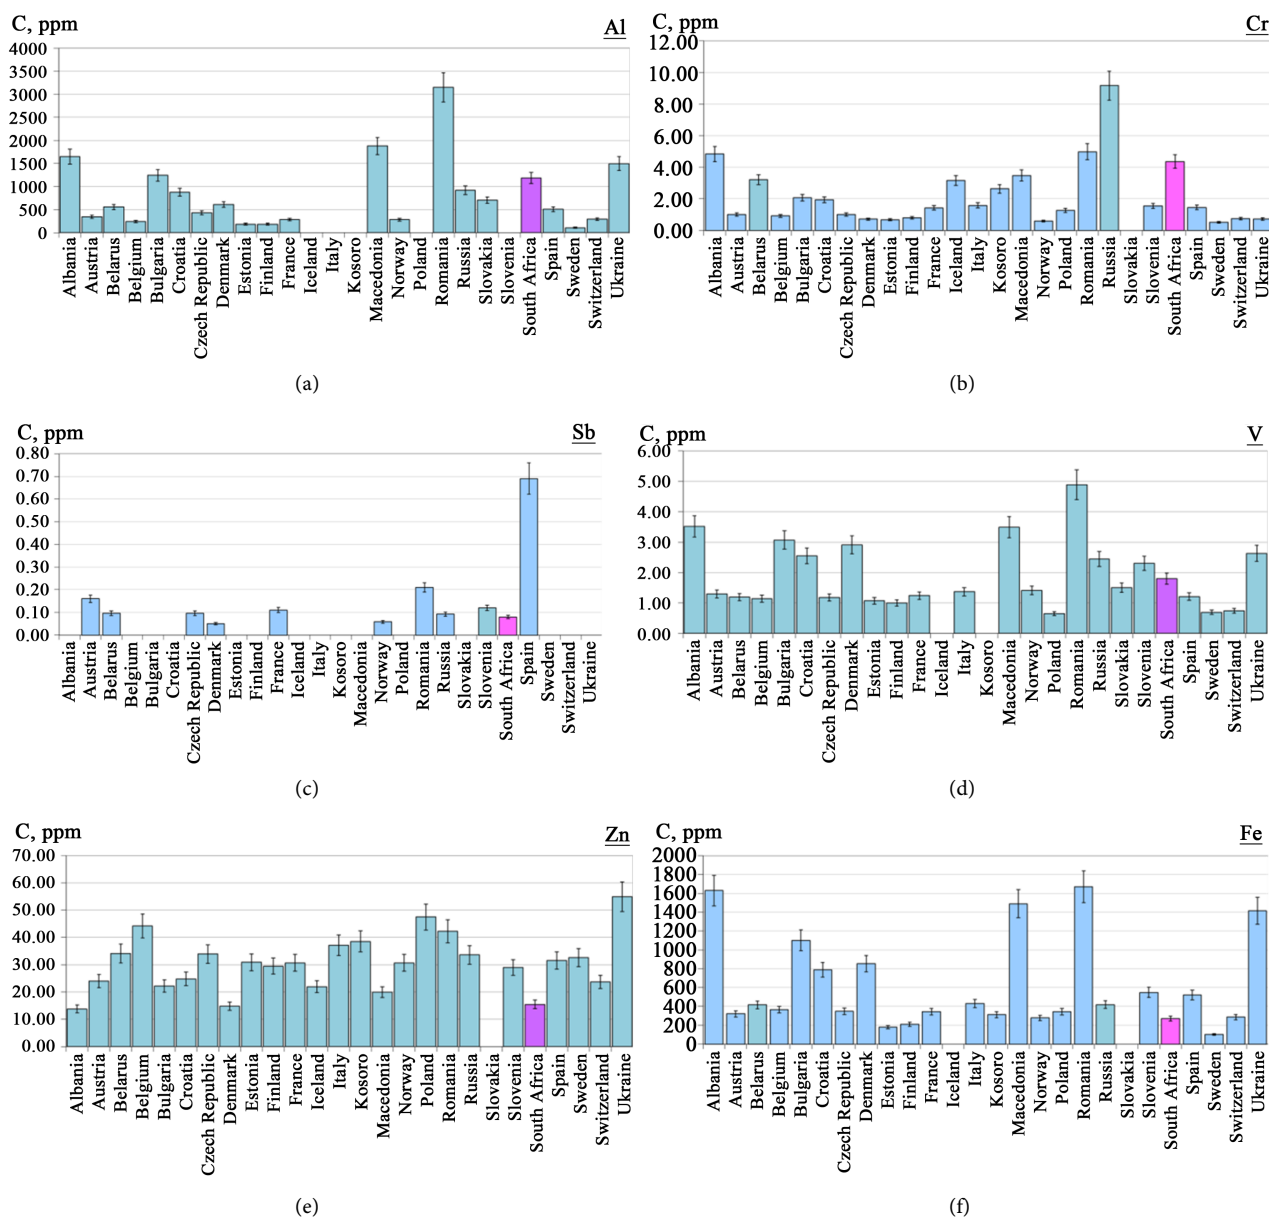 C, ppm Al
4000
3500
3000
2500
2000
1500
1000
500
0
Albania Austria Belarus Belgium Bulgaria Croatia Czech Republic Denmark Estonia Finland France Iceland Italy Kosoro Macedonia Norway Poland Romania Russia Slovakia Slovenia South Africa Spain Sweden Switzerland Ukraine
(a)
C, ppm Cr
12.00
10.00
8.00
6.00
4.00
2.00
0.00
Albania Austria Belarus Belgium Bulgaria Croatia Czech Republic Denmark Estonia Finland France Iceland Italy Kosoro Macedonia Norway Poland Romania Russia Slovakia Slovenia South Africa Spain Sweden Switzerland Ukraine
(b)
C, ppm Sb
0.80
0.70
0.60
0.50
0.40
0.30
0.20
0.10
0.00
Albania Austria Belarus Belgium Bulgaria Croatia Czech Republic Denmark Estonia Finland France Iceland Italy Kosoro Macedonia Norway Poland Romania Russia Slovakia Slovenia South Africa Spain Sweden Switzerland Ukraine
(c)
C, ppm V
6.00
5.00
4.00
3.00
2.00
1.00
0.00
Albania Austria Belarus Belgium Bulgaria Croatia Czech Republic Denmark Estonia Finland France Iceland Italy Kosoro Macedonia Norway Poland Romania Russia Slovakia Slovenia South Africa Spain Sweden Switzerland Ukraine
(d)
C, ppm Zn
70.00
60.00
50.00
40.00
30.00
20.00
10.00
0.00
Albania Austria Belarus Belgium Bulgaria Croatia Czech Republic Denmark Estonia Finland France Iceland Italy Kosoro Macedonia Norway Poland Romania Russia Slovakia Slovenia South Africa Spain Sweden Switzerland Ukraine
(e)
C, ppm Fe
2000
1800
1600
1400
1200
1000
800
600
400
200
0
Albania Austria Belarus Belgium Bulgaria Croatia Czech Republic Denmark Estonia Finland France Iceland Italy Kosoro Macedonia Norway Poland Romania Russia Slovakia Slovenia South Africa Spain Sweden Switzerland Ukraine
(f)